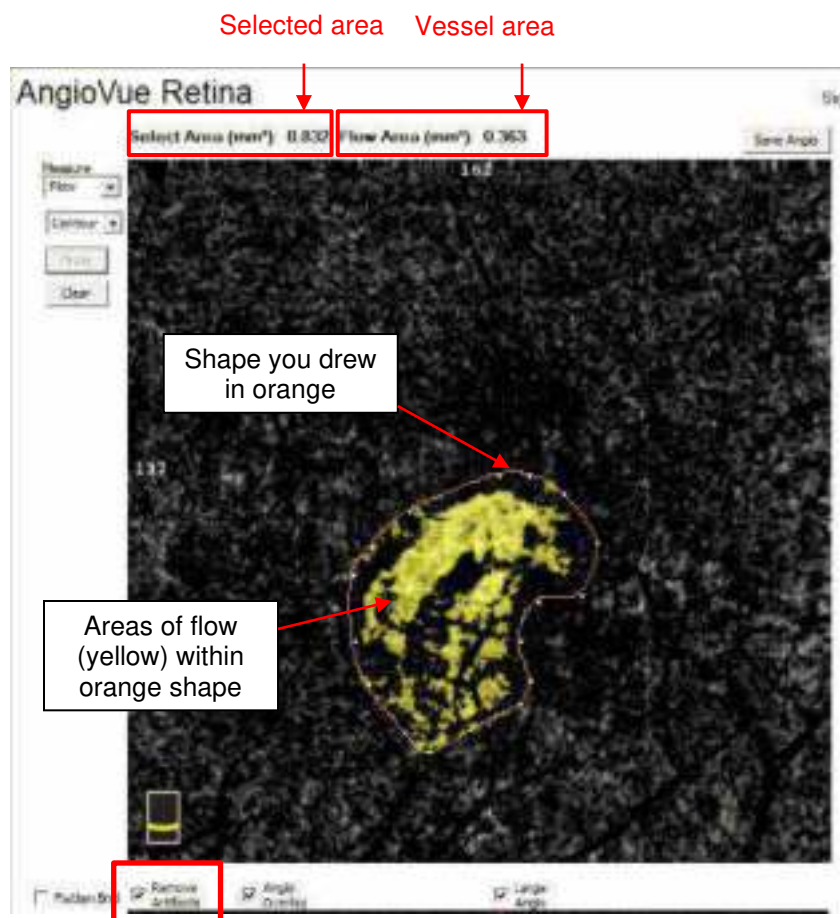 Selected area Vessel area
AngioVue Retina
Select Area (mm²) 0.832 Flow Area (mm²) 0.363
Save Angio
Measure
Flow
Contour
Clear
162
Shape you drew
in orange
Areas of flow
(yellow) within
orange shape
Remove
Artifacts
Angio
Overlay
Large
Angio